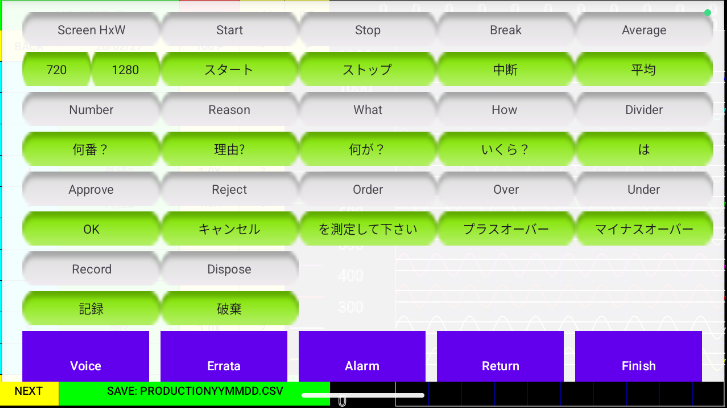 Screen HxW Start Stop Break Average
720 1280 スタート ストップ 中断 平均
Number Reason What How Divider
何番？ 理由? 何が？ いくら？ は
Approve Reject Order Over Under
OK キャンセル を測定して下さい プラスオーバー マイナスオーバー
Record Dispose
400
記録 破棄
300
Voice Errata Alarm Return Finish
NEXT SAVE: PRODUCTIONYYMMDD.CSV
0